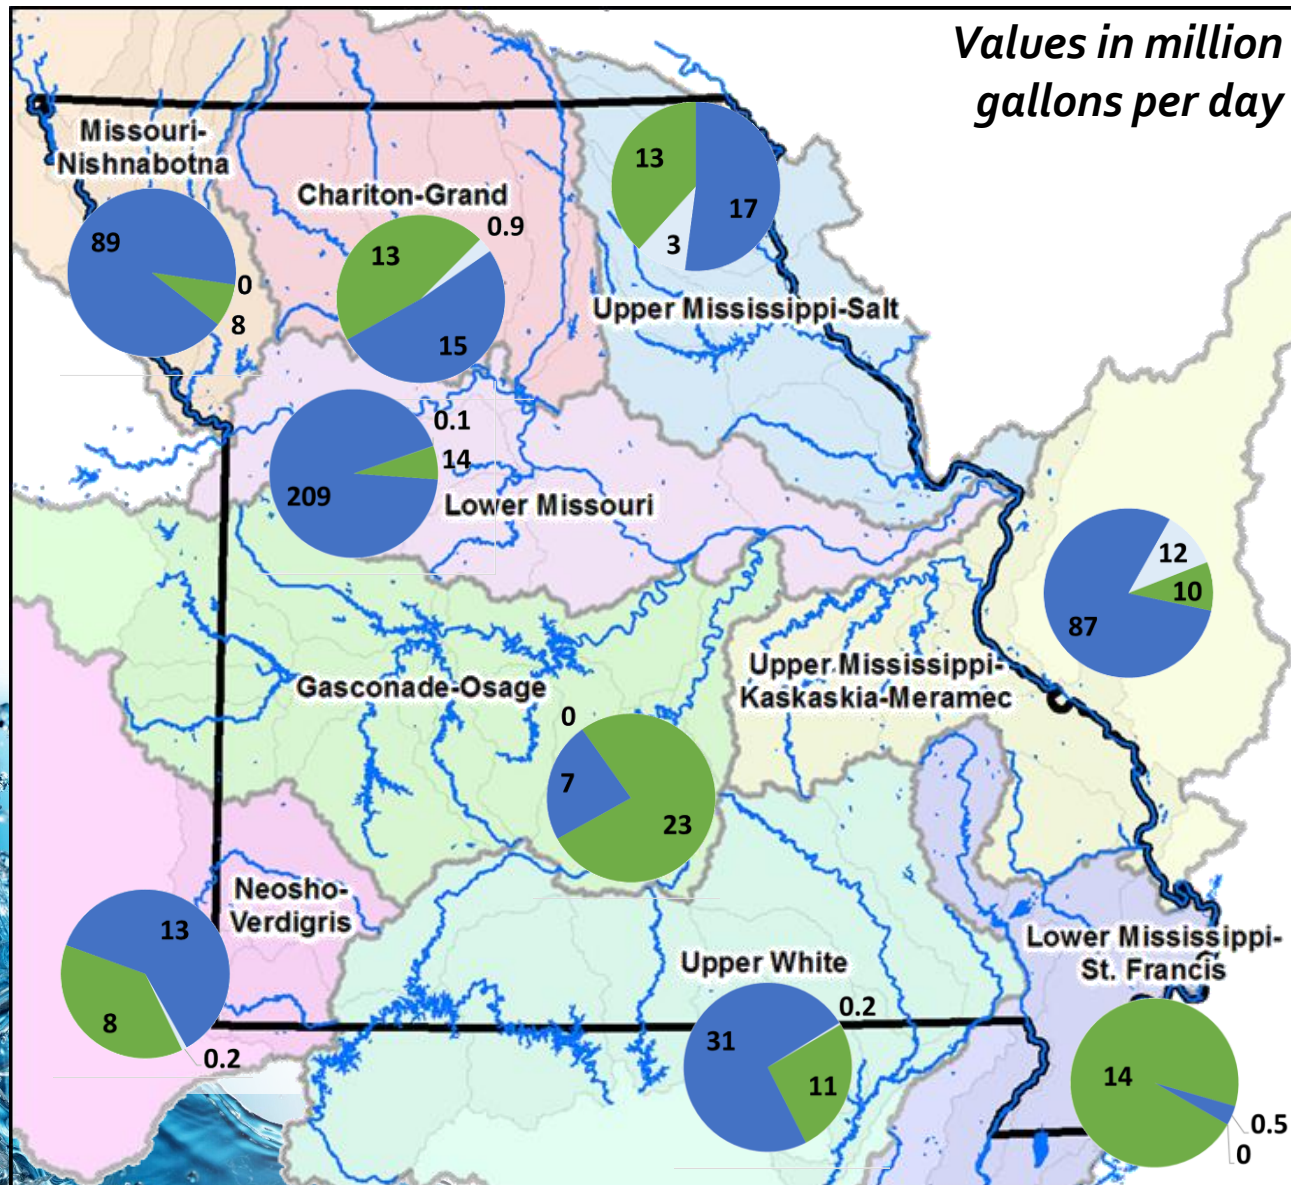 Values in million
gallons per day
Missouri-
Nishnabotna
89
0
8
Chariton-Grand
13
0.9
15
13
17
3
Upper Mississippi-Salt
0.1
14
209
Lower Missouri
12
10
87
Upper Mississippi-
Kaskaskia-Meramec
Gasconade-Osage
0
7
23
Neosho-
Verdigris
13
8
0.2
Upper White
31
0.2
11
Lower Mississippi-
St. Francis
14
0.5
0